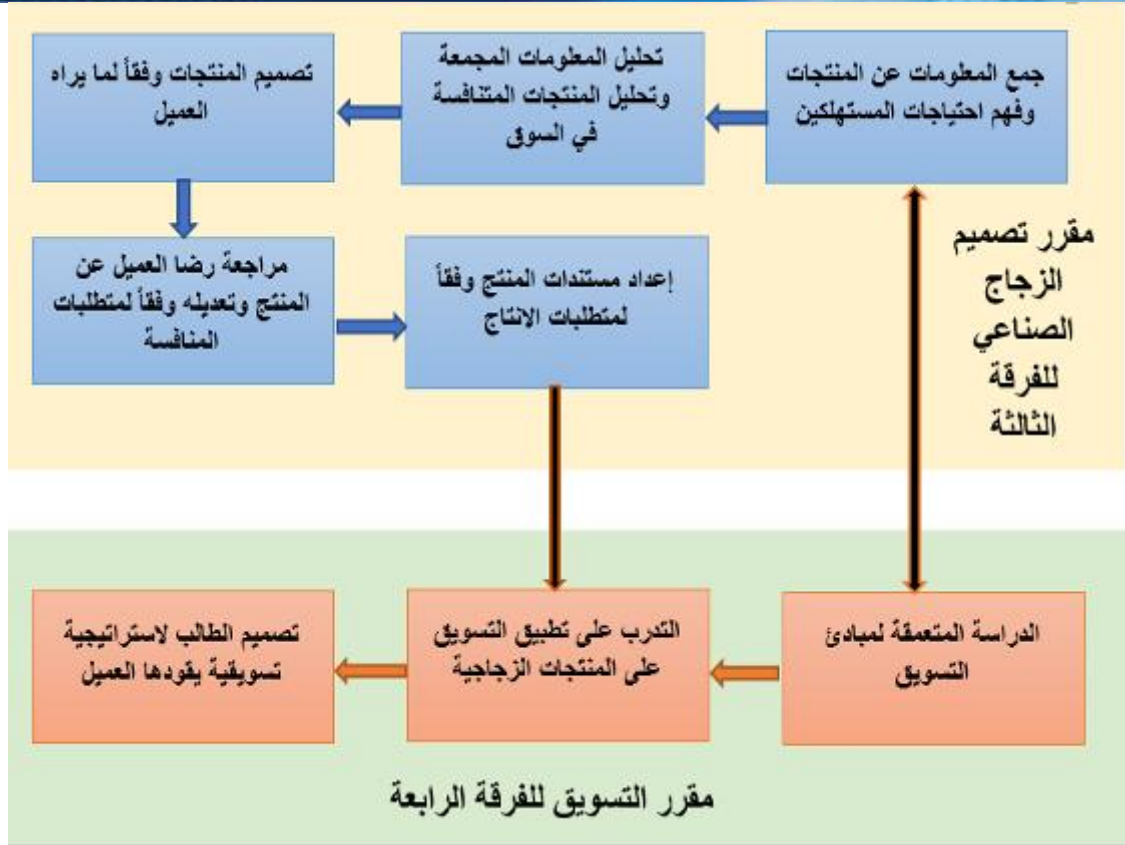 جمع المعلومات عن المنتجات
وفهم احتياجات المستهلكين
تحليل المعلومات المجمعة
وتحليل المنتجات المتنافسة
في السوق
تصميم المنتجات وفقاً لما يراه
العميل
مراجعة رضا العميل عن
المنتج وتعديله وفقاً لمتطلبات
المنافسة
إعداد مستندات المنتج وفقاً
لمتطلبات الانتاج
مقرر تصميم
الزجاج
الصناعي
للفرقة
الثالثة
الدراسة المتعمقة لمبادئ
التسويق
التدرب على تطبيق التسويق
على المنتجات الزجاجية
تصميم الطالب لاستراتيجية
تسويقية يقودها العميل
مقرر التسويق للفرقة الرابعة